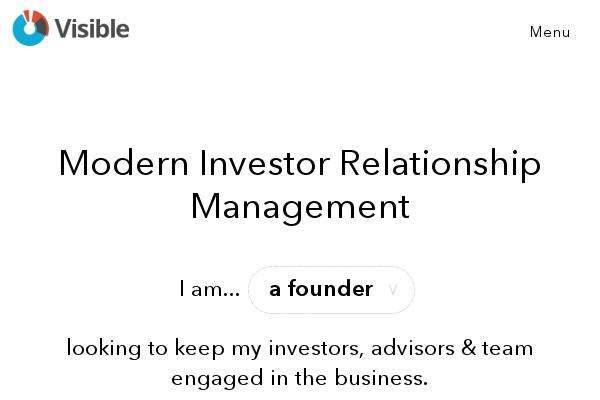 Visible
Menu
Modern Investor Relationship
Management
I am... a founder
looking to keep my investors, advisors & team
engaged in the business.